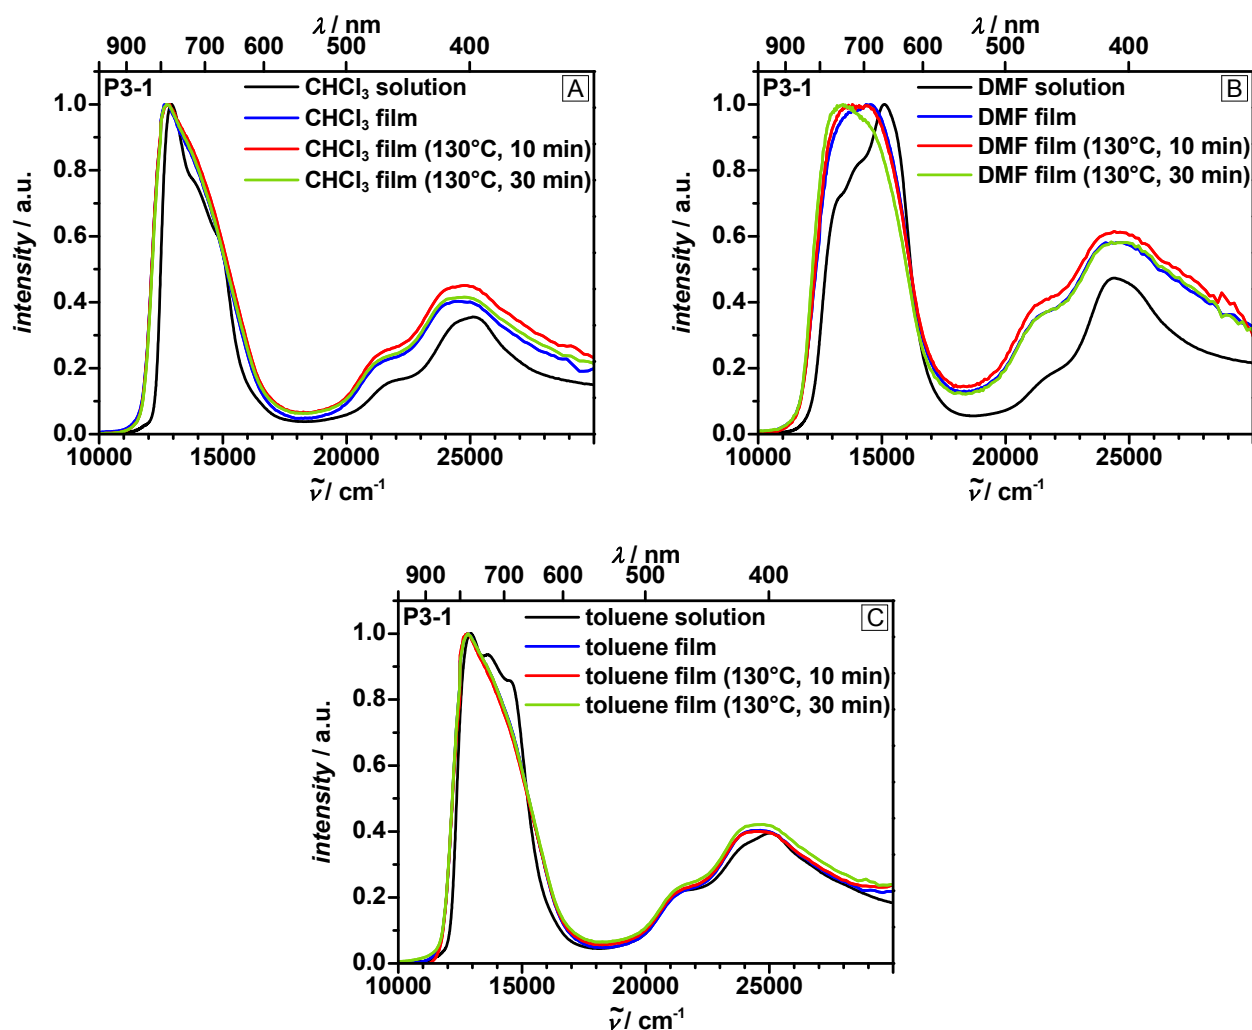 λ / nm
900 700 600 500 400
P3-1
A
CHCl₃ solution
CHCl₃ film
CHCl₃ film (130°C, 10 min)
CHCl₃ film (130°C, 30 min)
1.0
0.8
0.6
0.4
0.2
0.0
intensity / a.u.
10000 15000 20000 25000
ν̃ / cm⁻¹
λ / nm
900 700 600 500 400
P3-1
B
DMF solution
DMF film
DMF film (130°C, 10 min)
DMF film (130°C, 30 min)
1.0
0.8
0.6
0.4
0.2
0.0
intensity / a.u.
10000 15000 20000 25000
ν̃ / cm⁻¹
λ / nm
900 700 600 500 400
P3-1
C
toluene solution
toluene film
toluene film (130°C, 10 min)
toluene film (130°C, 30 min)
1.0
0.8
0.6
0.4
0.2
0.0
intensity / a.u.
10000 15000 20000 25000
ν̃ / cm⁻¹